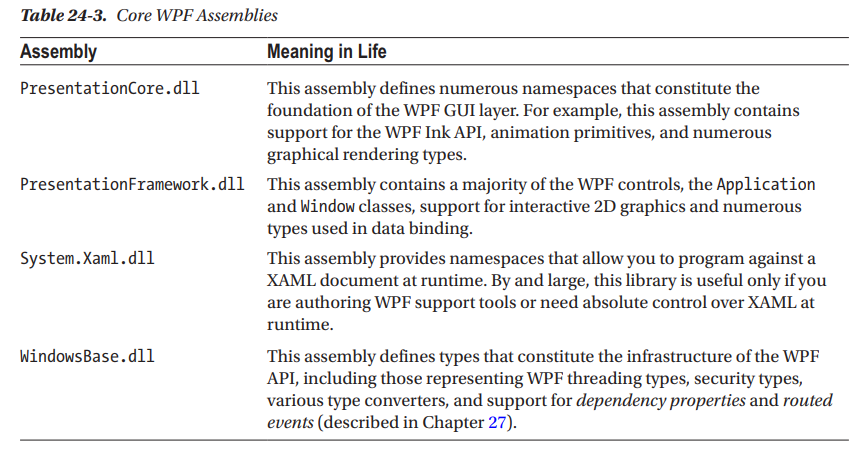 Table 24-3. Core WPF Assemblies
Assembly Meaning in Life
PresentationCore.dll This assembly defines numerous namespaces that constitute the
foundation of the WPF GUI layer. For example, this assembly contains
support for the WPF Ink API, animation primitives, and numerous
graphical rendering types.
PresentationFramework.dll This assembly contains a majority of the WPF controls, the Application
and Window classes, support for interactive 2D graphics and numerous
types used in data binding.
System.Xaml.dll This assembly provides namespaces that allow you to program against a
XAML document at runtime. By and large, this library is useful only if you
are authoring WPF support tools or need absolute control over XAML at
runtime.
WindowsBase.dll This assembly defines types that constitute the infrastructure of the WPF
API, including those representing WPF threading types, security types,
various type converters, and support for dependency properties and routed
events (described in Chapter 27).